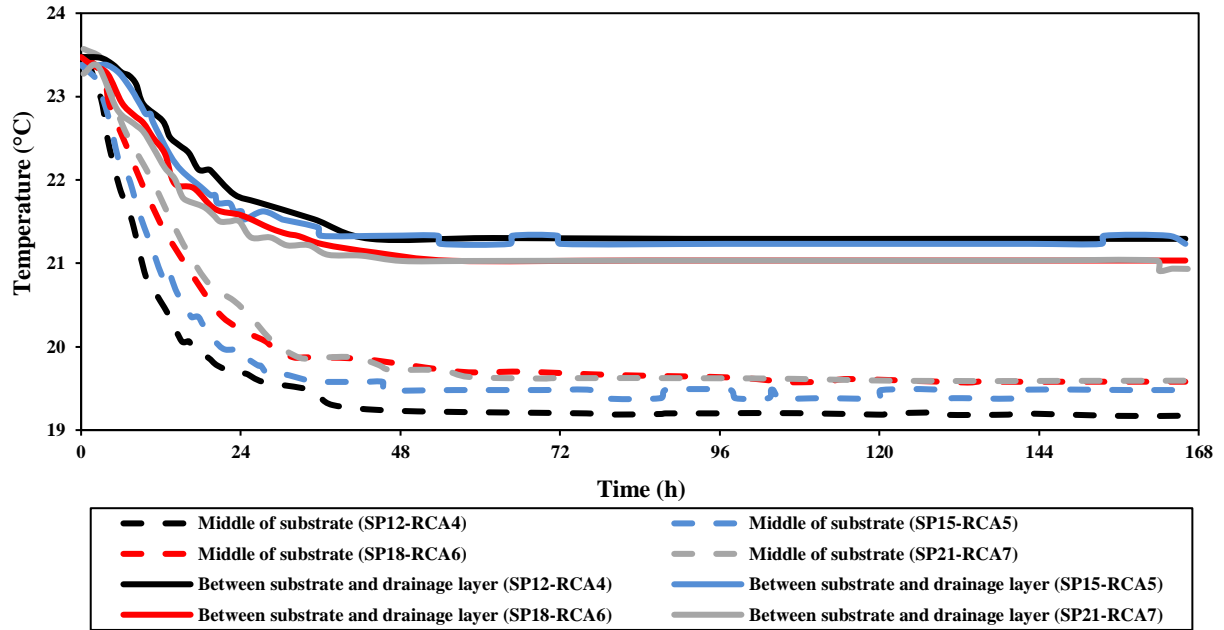 24
23
22
21
20
19
Temperature (°C)
0 24 48 72 96 120 144 168
Time (h)
Middle of substrate (SP12-RCA4) Middle of substrate (SP15-RCA5)
Middle of substrate (SP18-RCA6) Middle of substrate (SP21-RCA7)
Between substrate and drainage layer (SP12-RCA4) Between substrate and drainage layer (SP15-RCA5)
Between substrate and drainage layer (SP18-RCA6) Between substrate and drainage layer (SP21-RCA7)